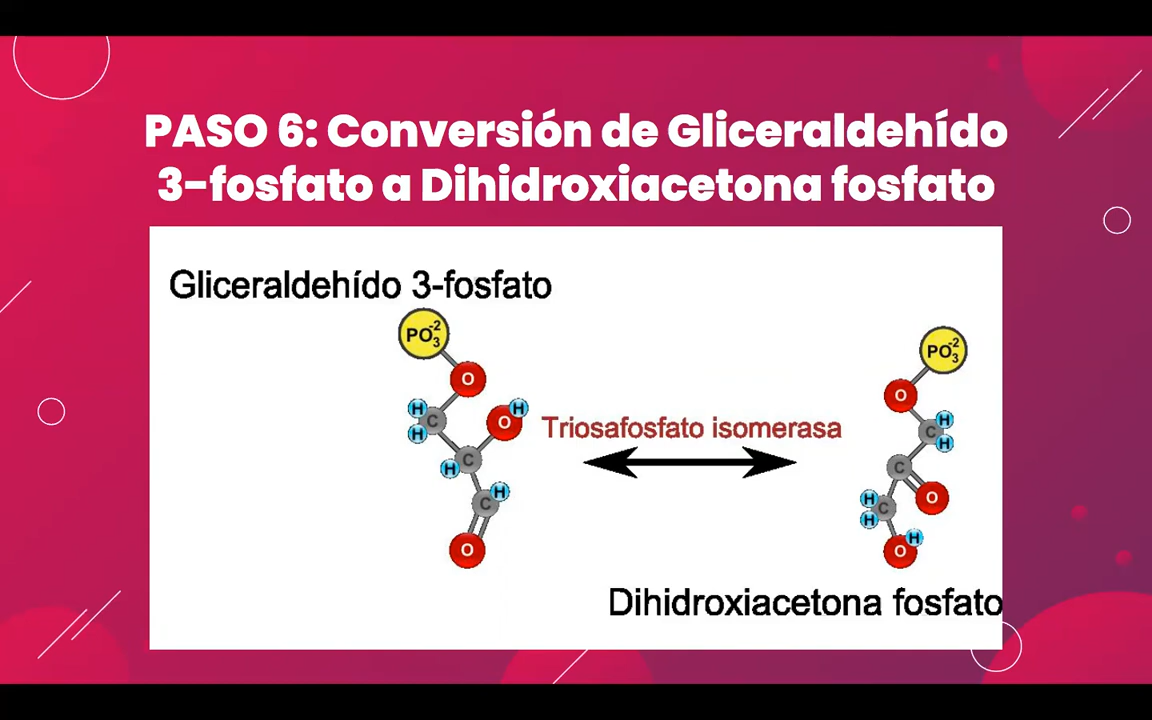 PASO 6: Conversión de Gliceraldehído
3-fosfato a Dihidroxiacetona fosfato
Gliceraldehído 3-fosfato
PO₃⁻²
PO₃⁻²
O
O
H
H
O
H
C
H
C
H
Triosafosfato isomerasa
C
H
H
C
C
H
O
H
C
H
O
H
O
O
Dihidroxiacetona fosfato